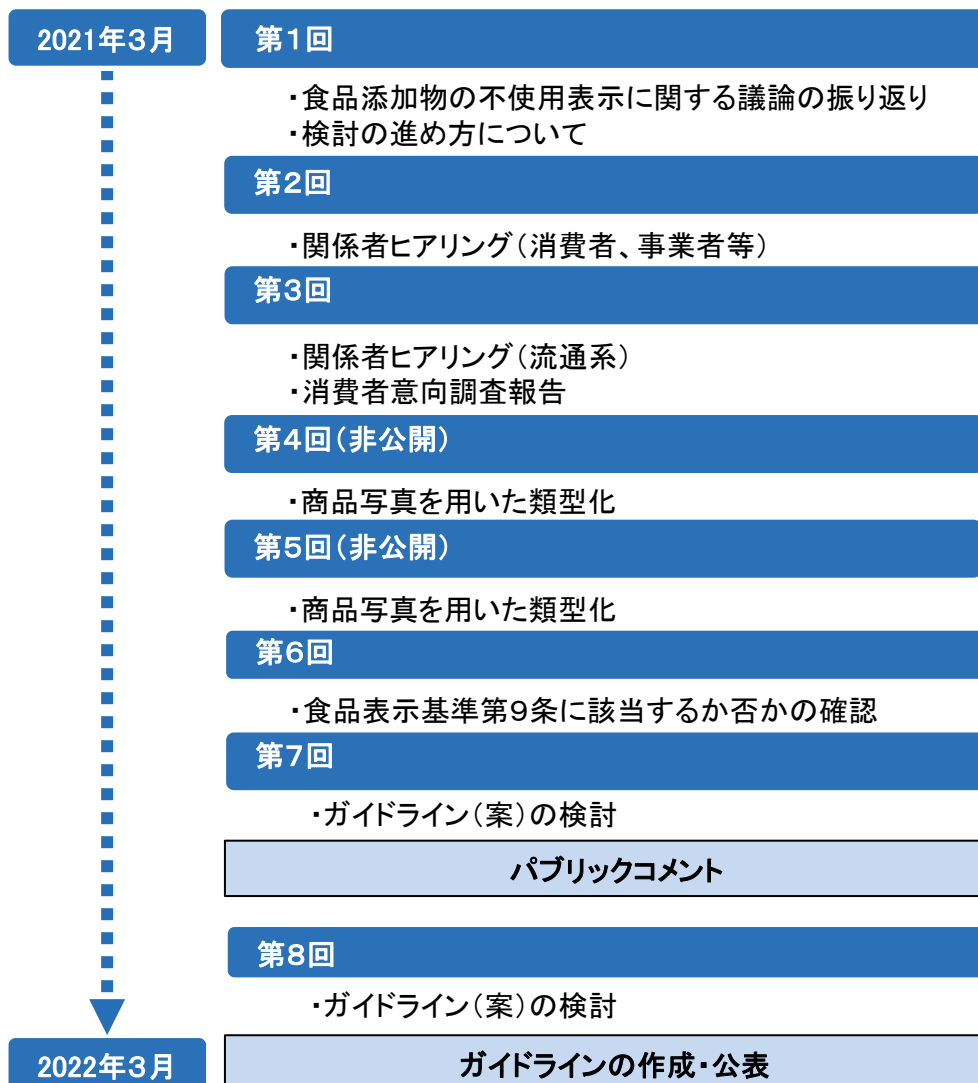 2021年３月
第１回
・食品添加物の不使用表示に関する議論の振り返り
・検討の進め方について
第２回
・関係者ヒアリング（消費者、事業者等）
第３回
・関係者ヒアリング（流通系）
・消費者意向調査報告
第４回（非公開）
・商品写真を用いた類型化
第５回（非公開）
・商品写真を用いた類型化
第６回
・食品表示基準第９条に該当するか否かの確認
第７回
・ガイドライン（案）の検討
パブリックコメント
第８回
・ガイドライン（案）の検討
2022年３月
ガイドラインの作成・公表